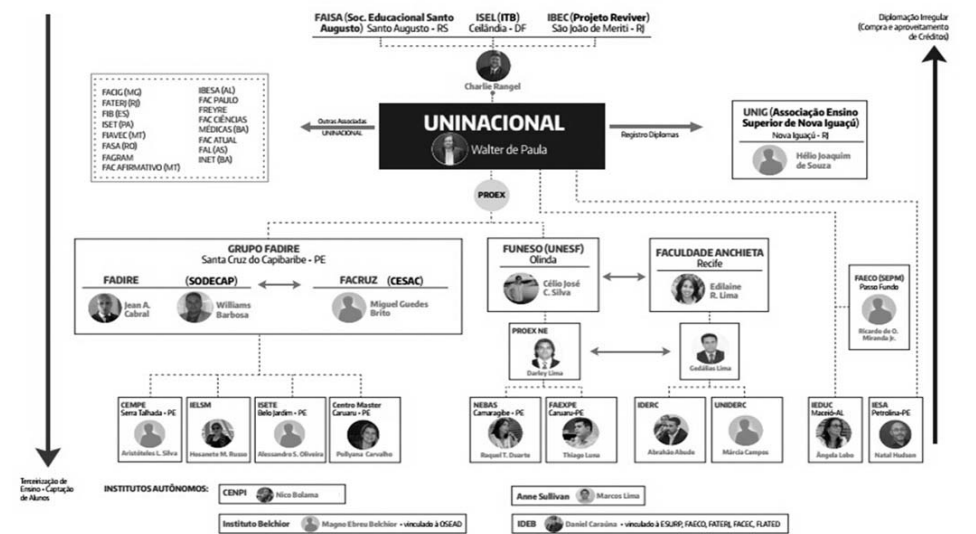 FAISA (Soc. Educacional Santo
Augusto) Santo Augusto - RS
ISEL (ITB)
Ceilândia - DF
IBEC (Projeto Reviver)
São João de Meriti - RJ
Diplomação Irregular
(Compra e aproveitamento
de Créditos)
Charlie Rangel
FACIG (MG)
FATERJ (RJ)
FIB (ES)
ISET (PA)
FIAVEC (MT)
FASA (RO)
FAGRAM
FAC AFIRMATIVO (MT)
IBESA (AL)
FAC PAULO
FREYRE
FAC CIÊNCIAS
MÉDICAS (BA)
FAC ATUAL
FAL (AS)
INET (BA)
Outras Associadas
UNINACIONAL
UNINACIONAL
Walter de Paula
Registro Diplomas
UNIG (Associação Ensino
Superior de Nova Iguaçú)
Nova Iguaçú - RJ
Hélio Joaquim
de Souza
PROEX
GRUPO FADIRE
Santa Cruz do Capibaribe - PE
FADIRE
Jean A.
Cabral
(SODECAP)
Williams
Barbosa
FACRUZ (CESAC)
Miguel Guedes
Brito
FUNESO (UNESF)
Olinda
Célio José
C. Silva
FACULDADE ANCHIETA
Recife
Edilaine
R. Lima
FAECO (SEPM)
Passo Fundo
Ricardo de O.
Miranda Jr.
PROEX NE
Darley Lima
Gedálias Lima
CEMPE
Serra Talhada - PE
Aristóteles L. Silva
IELSM
Hosanete M. Russo
ISETE
Belo Jardim - PE
Alessandro S. Oliveira
Centro Master
Caruaru - PE
Pollyana Carvalho
NEBAS
Camaragibe - PE
Raquel T. Duarte
FAEXPE
Caruaru-PE
Thiago Luna
IDERC
Abrahão Abude
UNIDERC
Márcia Campos
IEDUC
Maceió-AL
Ângela Lobo
IESA
Petrolina-PE
Natal Hudson
Terceirização de
Ensino - Captação
de Alunos
INSTITUTOS AUTÔNOMOS:
CENPI Nico Bolama
Anne Sullivan Marcos Lima
Instituto Belchior Magno Ebreu Belchior - vinculado à OSEAD
IDEB Daniel Caraúna - vinculado à ESURP, FAECO, FATERJ, FACEC, FLATED